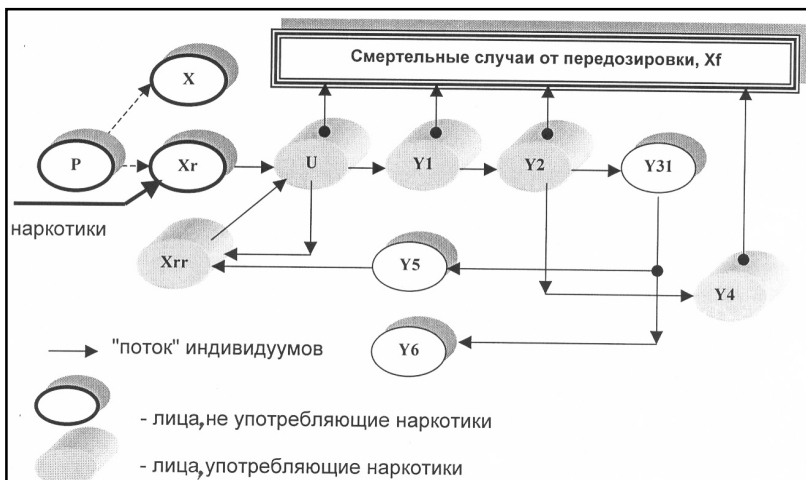 Смертельные случаи от передозировки, Xf
X
P
Xr
U
Y1
Y2
Y31
наркотики
Xrr
Y5
Y4
Y6
"поток" индивидуумов
- лица,не употребляющие наркотики
- лица,употребляющие наркотики